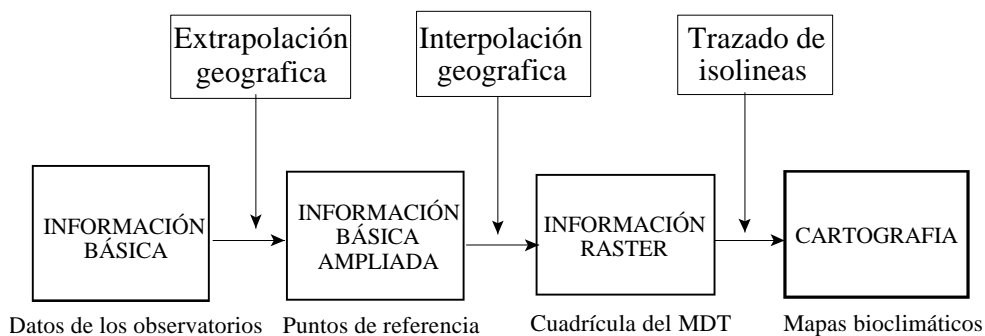 Extrapolación
geografica
Interpolación
geografica
Trazado de
isolineas
INFORMACIÓN
BÁSICA
INFORMACIÓN
BÁSICA
AMPLIADA
INFORMACIÓN
RASTER
CARTOGRAFIA
Datos de los observatorios
Puntos de referencia
Cuadrícula del MDT
Mapas bioclimáticos